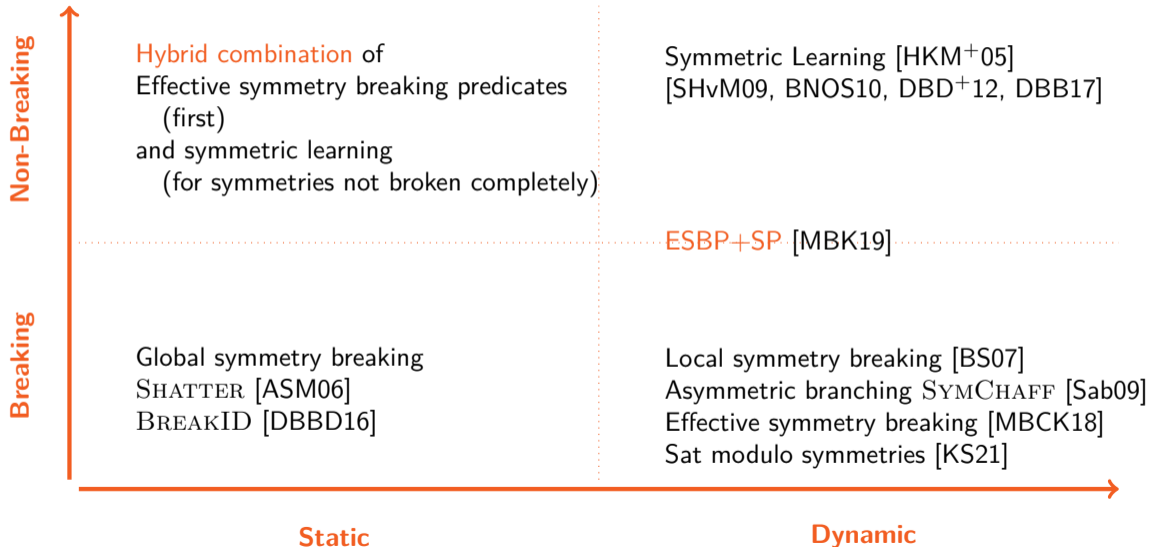 Non-Breaking
Hybrid combination of
Effective symmetry breaking predicates
(first)
and symmetric learning
(for symmetries not broken completely)
Symmetric Learning [HKM+05]
[SHvM09, BNOS10, DBD+12, DBB17]
ESBP+SP [MBK19]
Breaking
Global symmetry breaking
SHATTER [ASM06]
BREAKID [DBBD16]
Local symmetry breaking [BS07]
Asymmetric branching SYMCHAFF [Sab09]
Effective symmetry breaking [MBCK18]
Sat modulo symmetries [KS21]
Static
Dynamic